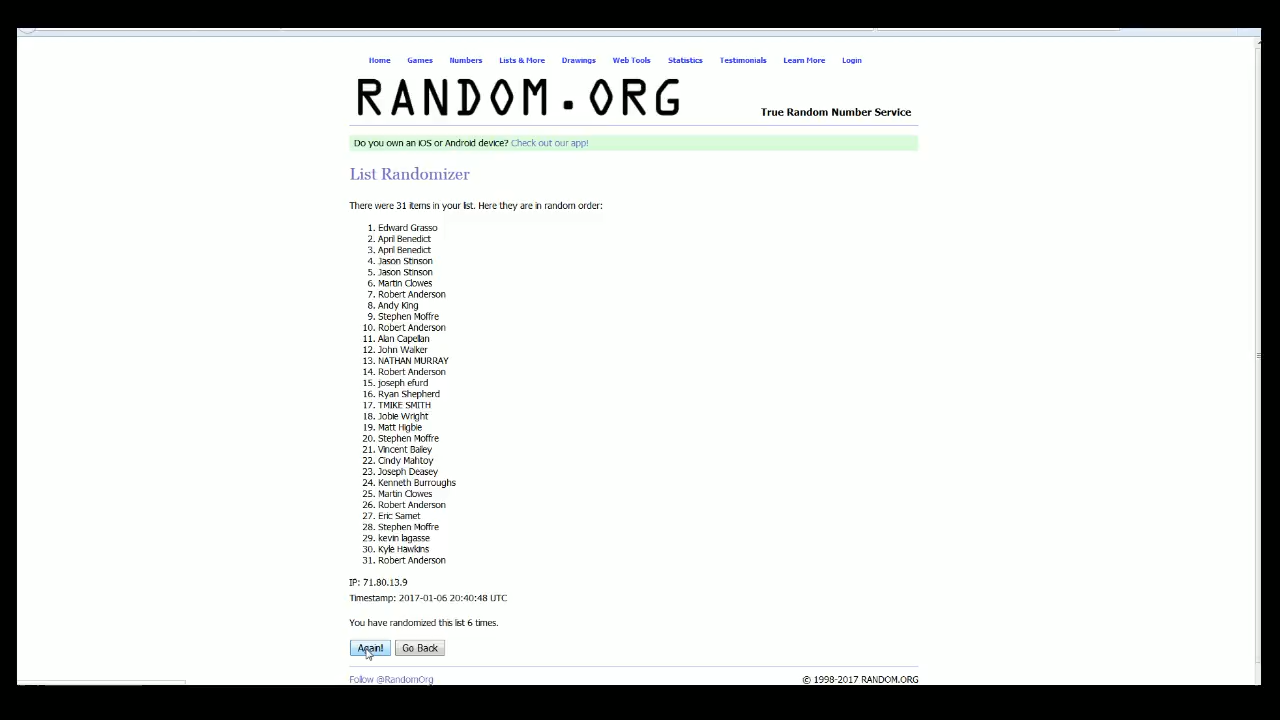 Home Games Numbers Lists & More Drawings Web Tools Statistics Testimonials Learn More Login
RANDOM.ORG
True Random Number Service
Do you own an iOS or Android device? Check out our app!
List Randomizer
There were 31 items in your list. Here they are in random order:
1. Edward Grasso
2. April Benedict
3. April Benedict
4. Jason Stinson
5. Jason Stinson
6. Martin Clowes
7. Robert Anderson
8. Andy King
9. Stephen Moffre
10. Robert Anderson
11. Alan Capellan
12. John Walker
13. NATHAN MURRAY
14. Robert Anderson
15. joseph efurd
16. Ryan Shepherd
17. TMIKE SMITH
18. Jobie Wright
19. Matt Higbie
20. Stephen Moffre
21. Vincent Bailey
22. Cindy Mahtoy
23. Joseph Deasey
24. Kenneth Burroughs
25. Martin Clowes
26. Robert Anderson
27. Eric Samet
28. Stephen Moffre
29. kevin lagasse
30. Kyle Hawkins
31. Robert Anderson
IP: 71.80.13.9
Timestamp: 2017-01-06 20:40:48 UTC
You have randomized this list 6 times.
Again! Go Back
Follow @RandomOrg © 1998-2017 RANDOM.ORG